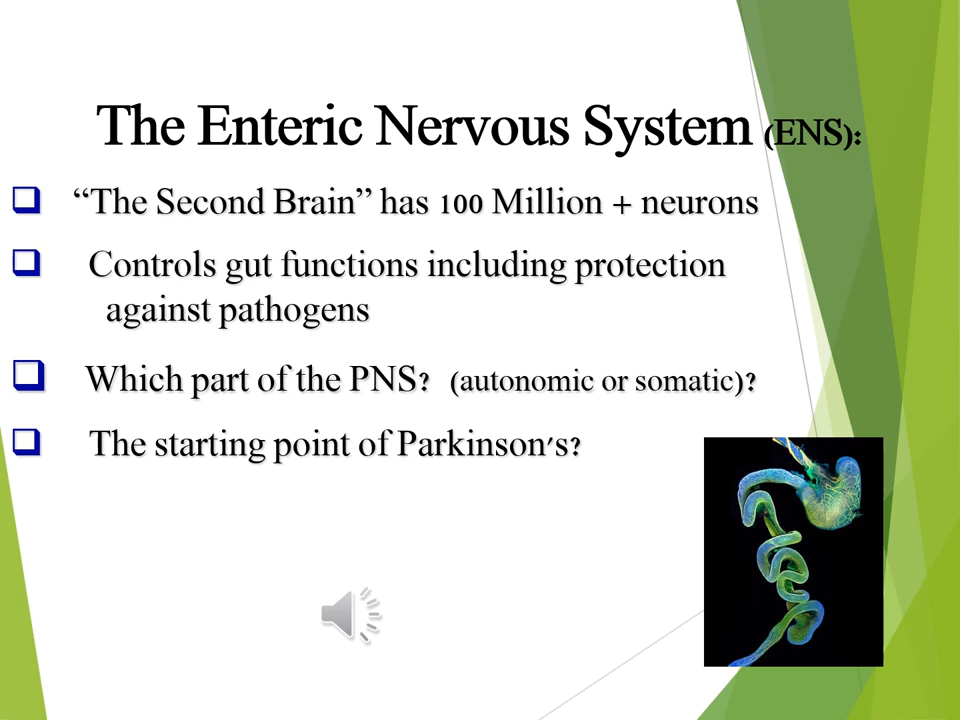 The Enteric Nervous System (ENS):
“The Second Brain” has 100 Million + neurons
Controls gut functions including protection
against pathogens
Which part of the PNS? (autonomic or somatic)?
The starting point of Parkinson's?